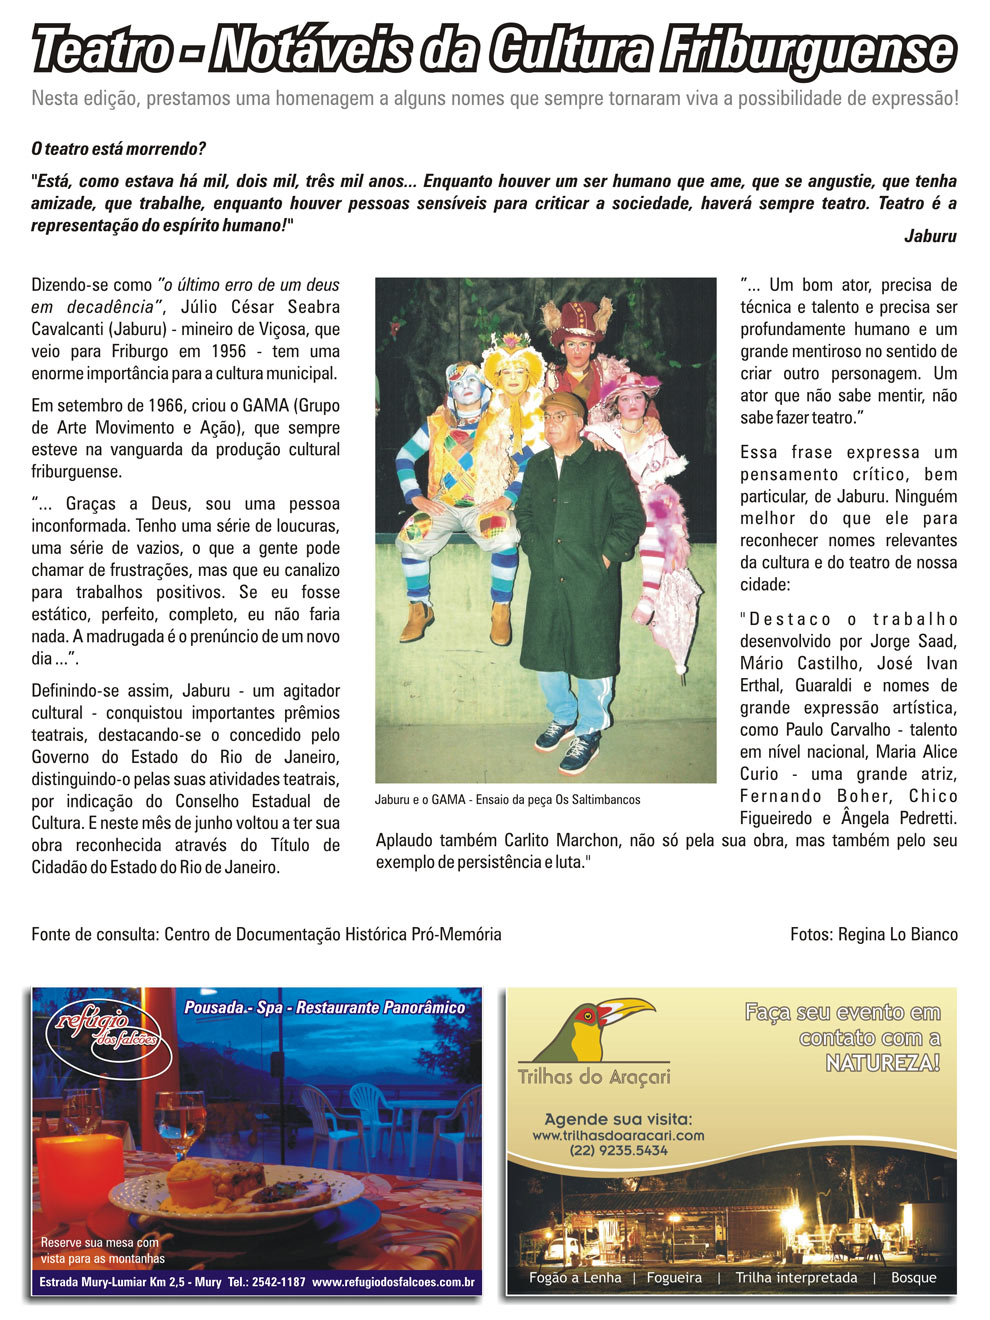 Teatro - Notáveis da Cultura Friburguense
Nesta edição, prestamos uma homenagem a alguns nomes que sempre tornaram viva a possibilidade de expressão!
O teatro está morrendo?
"Está, como estava há mil, dois mil, três mil anos... Enquanto houver um ser humano que ame, que se angustie, que tenha
amizade, que trabalhe, enquanto houver pessoas sensíveis para criticar a sociedade, haverá sempre teatro. Teatro é a
representação do espírito humano!"
Jaburu
Dizendo-se como "o último erro de um deus
em decadência", Júlio César Seabra
Cavalcanti (Jaburu) - mineiro de Viçosa, que
veio para Friburgo em 1956 - tem uma
enorme importância para a cultura municipal.
Em setembro de 1966, criou o GAMA (Grupo
de Arte Movimento e Ação), que sempre
esteve na vanguarda da produção cultural
friburguense.
"... Graças a Deus, sou uma pessoa
inconformada. Tenho uma série de loucuras,
uma série de vazios, o que a gente pode
chamar de frustrações, mas que eu canalizo
para trabalhos positivos. Se eu fosse
estático, perfeito, completo, eu não faria
nada. A madrugada é o prenúncio de um novo
dia ...".
Definindo-se assim, Jaburu - um agitador
cultural - conquistou importantes prêmios
teatrais, destacando-se o concedido pelo
Governo do Estado do Rio de Janeiro,
distinguindo-o pelas suas atividades teatrais,
por indicação do Conselho Estadual de
Cultura. E neste mês de junho voltou a ter sua
obra reconhecida através do Título de
Cidadão do Estado do Rio de Janeiro.
Jaburu e o GAMA - Ensaio da peça Os Saltimbancos
"... Um bom ator, precisa de
técnica e talento e precisa ser
profundamente humano e um
grande mentiroso no sentido de
criar outro personagem. Um
ator que não sabe mentir, não
sabe fazer teatro."
Essa frase expressa um
pensamento crítico, bem
particular, de Jaburu. Ninguém
melhor do que ele para
reconhecer nomes relevantes
da cultura e do teatro de nossa
cidade:
"Destaco o trabalho
desenvolvido por Jorge Saad,
Mário Castilho, José Ivan
Erthal, Guaraldi e nomes de
grande expressão artística,
como Paulo Carvalho - talento
em nível nacional, Maria Alice
Curio - uma grande atriz,
Fernando Boher, Chico
Figueiredo e Ângela Pedretti.
Aplaudo também Carlito Marchon, não só pela sua obra, mas também pelo seu
exemplo de persistência e luta."
Fonte de consulta: Centro de Documentação Histórica Pró-Memória
Fotos: Regina Lo Bianco
refúgio
dos falcões
Pousada - Spa - Restaurante Panorâmico
Reserve sua mesa com
vista para as montanhas
Estrada Mury-Lumiar Km 2,5 - Mury Tel.: 2542-1187 www.refugiodosfalcoes.com.br
Trilhas do Araçari
Faça seu evento em
contato com a
NATUREZA!
Agende sua visita:
www.trilhasdoaracari.com
(22) 9235.5434
Fogão a Lenha | Fogueira | Trilha interpretada | Bosque